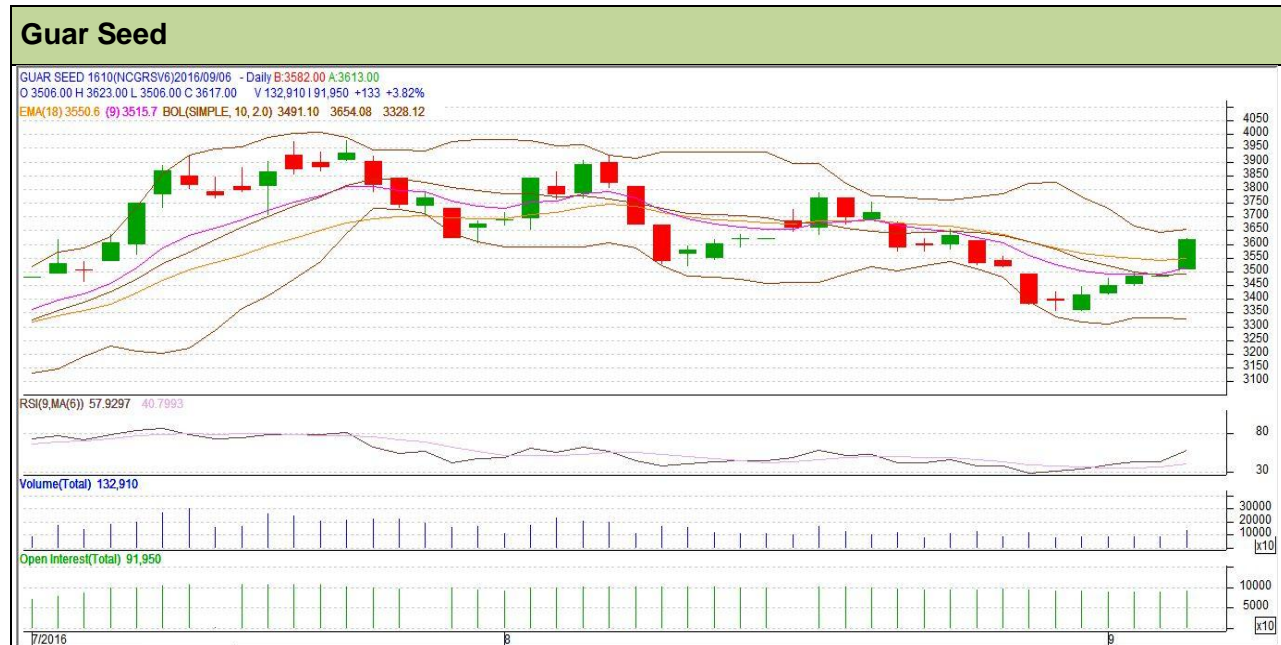 Guar Seed
GUAR SEED 1610(NCGRSV6)2016/09/06 - Daily B:3582.00 A:3613.00
O 3506.00 H 3623.00 L 3506.00 C 3617.00 V 132,910 I 91,950 +133 +3.82%
EMA(18) 3550.6 (9) 3515.7 BOL(SIMPLE, 10, 2.0) 3491.10 3654.08 3328.12
4050
4000
3950
3900
3850
3800
3750
3700
3650
3600
3550
3500
3450
3400
3350
3300
3250
3200
3150
3100
RSI(9,MA(6)) 57.9297 40.7993
80
30
Volume(Total) 132,910
30000
20000
10000
x10
Open Interest(Total) 91,950
10000
5000
x10
7/2016 8 9